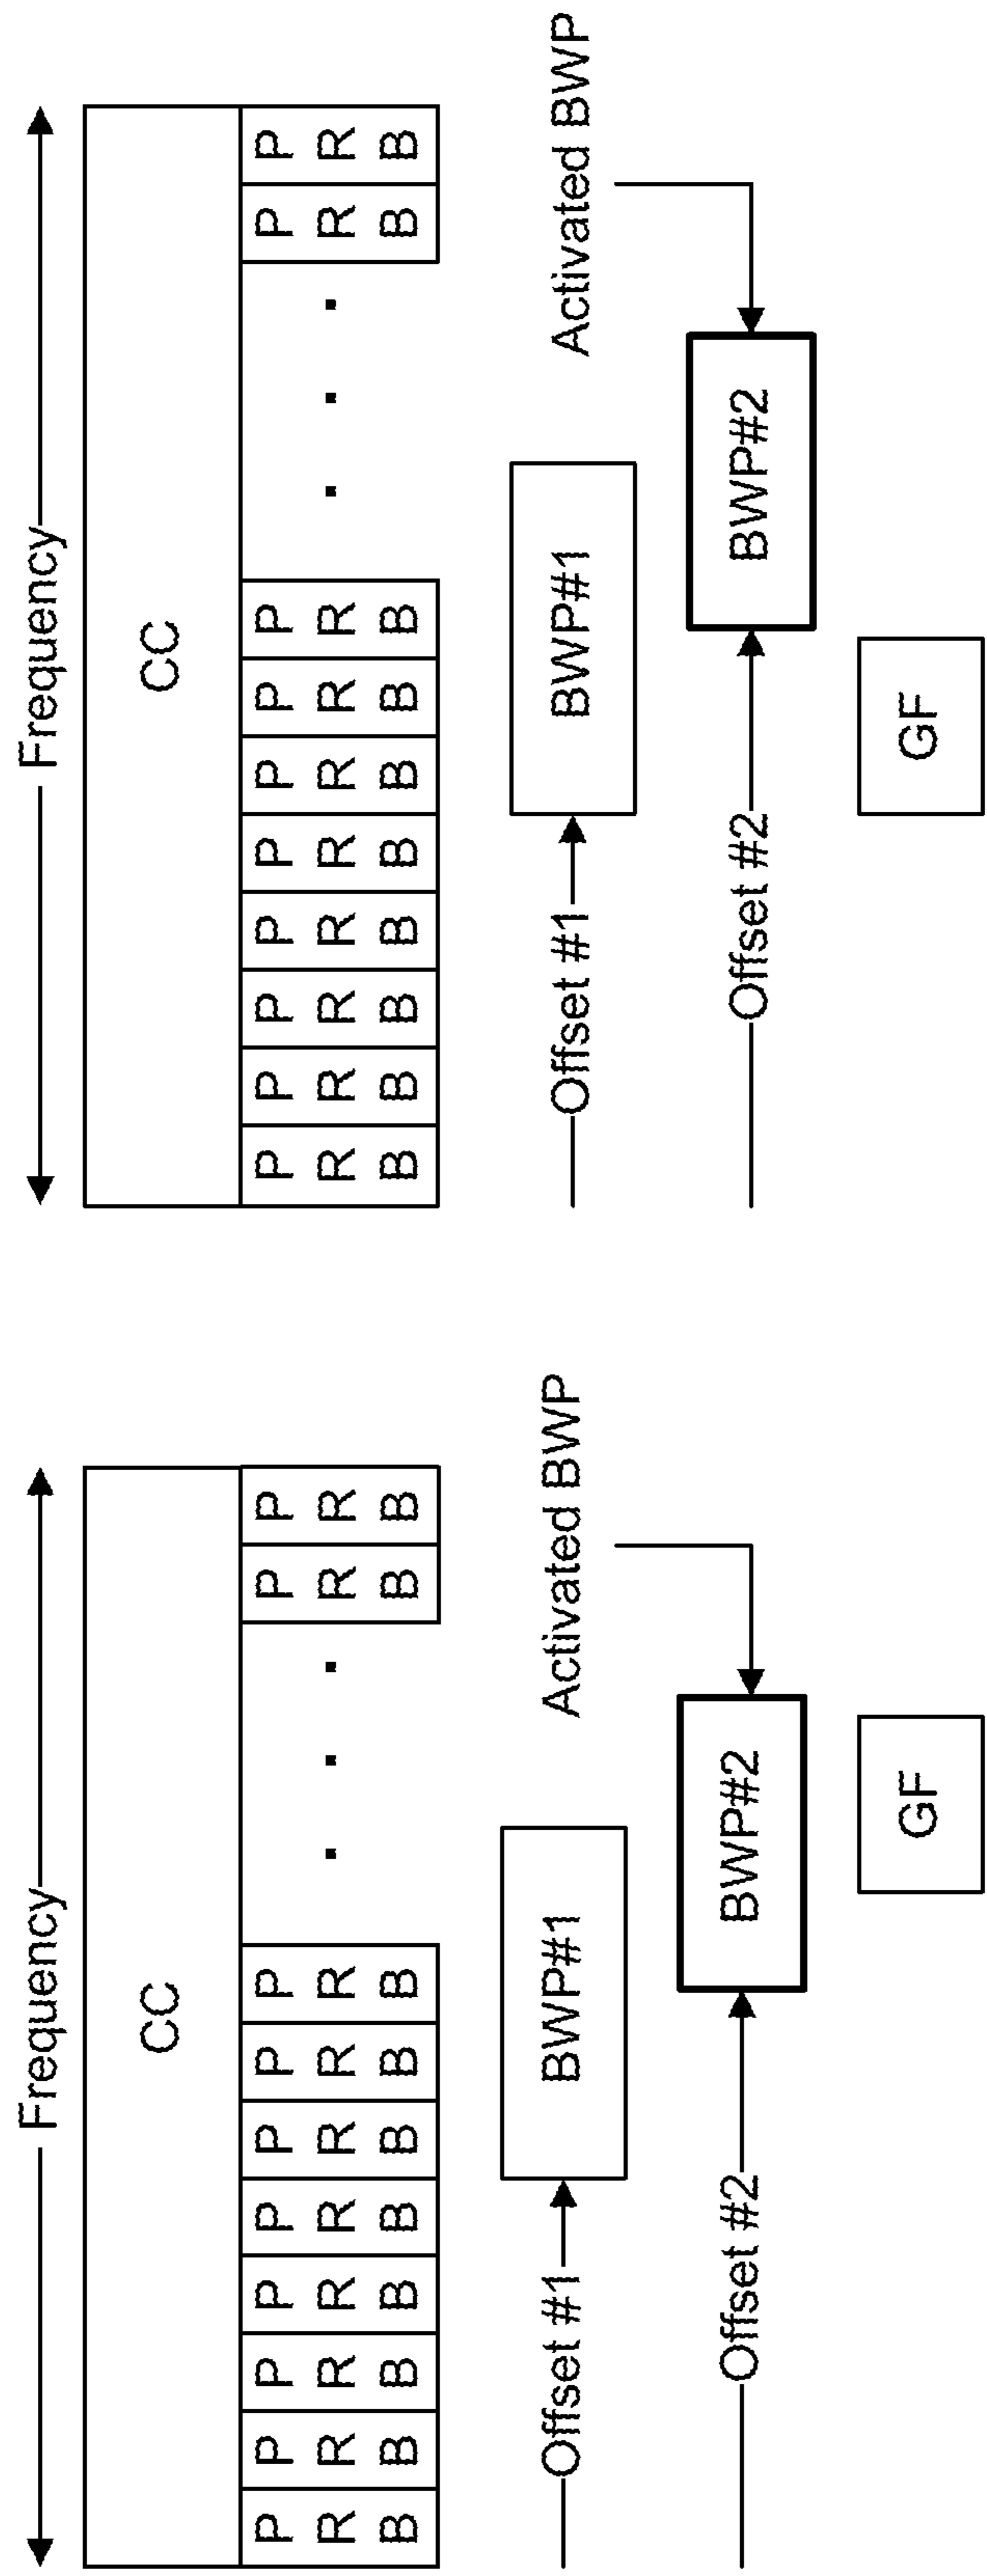 Frequency
CC
P P P P P P P P P P
R R R R R R R R . . . R R
B B B B B B B B B B
Offset #1
BWP#1
Activated BWP
Offset #2
BWP#2
GF
Frequency
CC
P P P P P P P P P P
R R R R R R R R . . . R R
B B B B B B B B B B
Offset #1
BWP#1
Activated BWP
Offset #2
BWP#2
GF